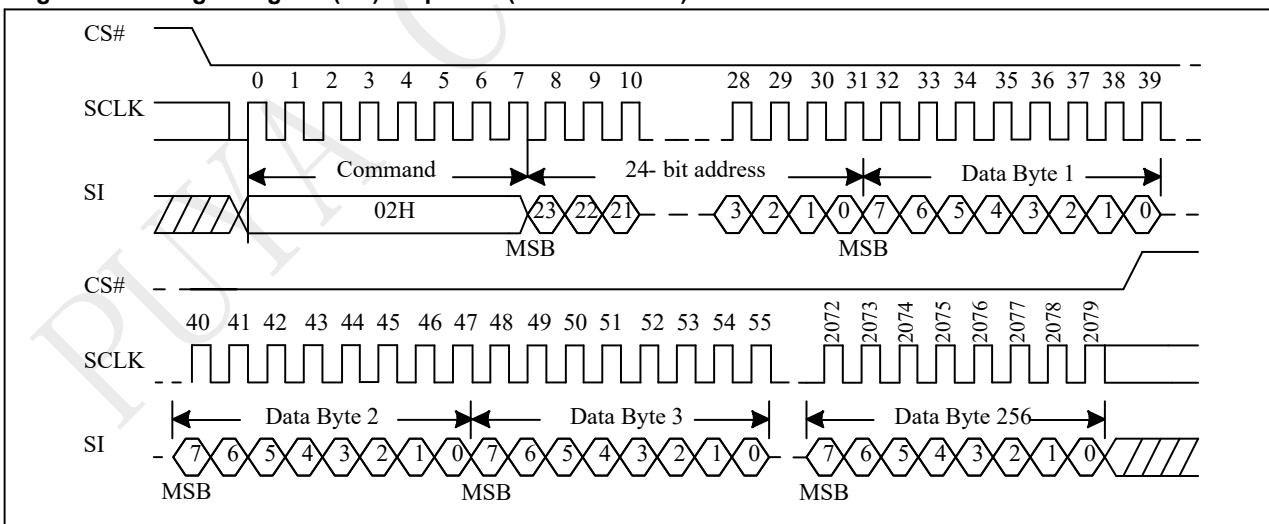 CS#
0 1 2 3 4 5 6 7 8 9 10 28 29 30 31 32 33 34 35 36 37 38 39
SCLK
Command 24- bit address Data Byte 1
SI
02H 23 22 21 3 2 1 0 7 6 5 4 3 2 1 0
MSB MSB
CS#
40 41 42 43 44 45 46 47 48 49 50 51 52 53 54 55 2072 2073 2074 2075 2076 2077 2078 2079
SCLK
Data Byte 2 Data Byte 3 Data Byte 256
SI
7 6 5 4 3 2 1 0 7 6 5 4 3 2 1 0 7 6 5 4 3 2 1 0
MSB MSB MSB
PUYA C